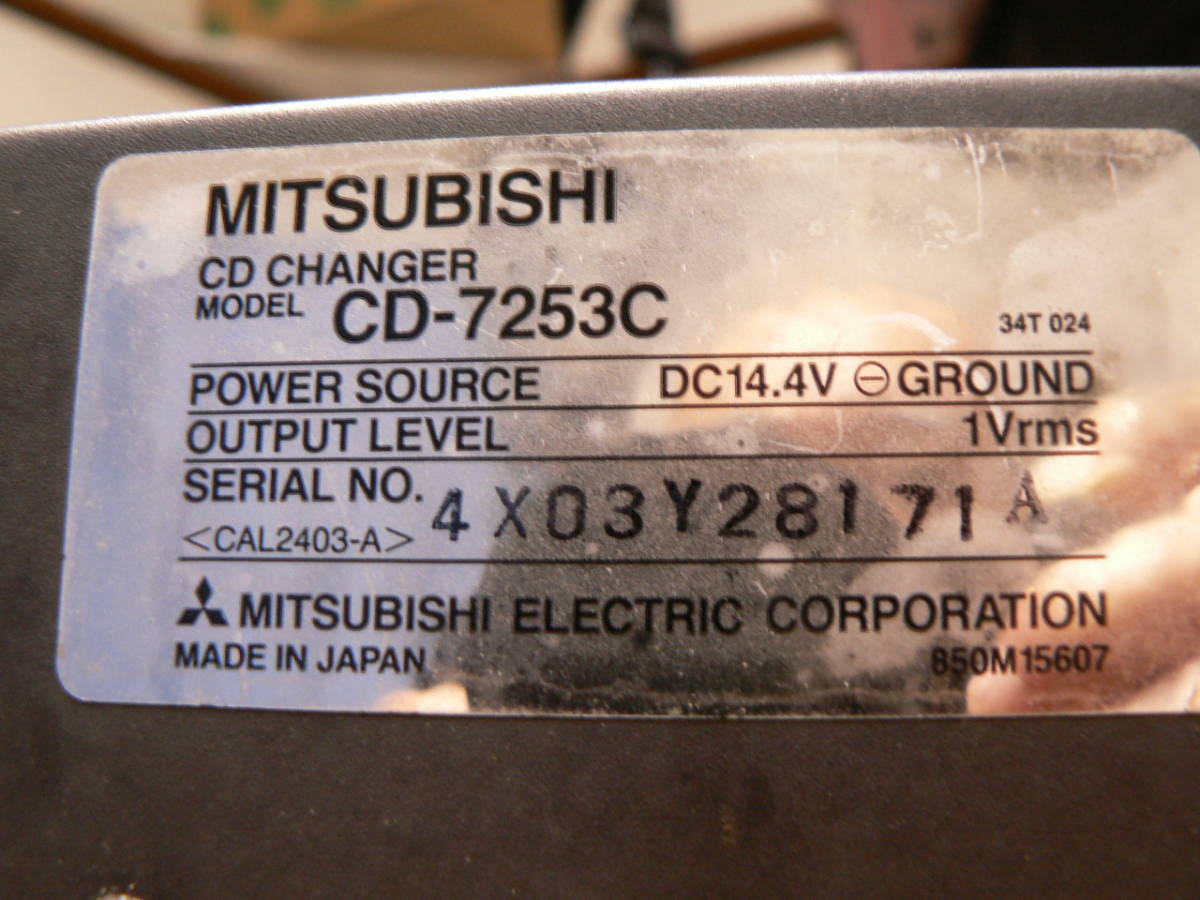 MITSUBISHI
CD CHANGER
MODEL CD-7253C
34T 024
POWER SOURCE DC14.4V ⊖ GROUND
OUTPUT LEVEL 1Vrms
SERIAL NO. 4X03Y28171A
<CAL2403-A>
MITSUBISHI ELECTRIC CORPORATION
MADE IN JAPAN 850M15607